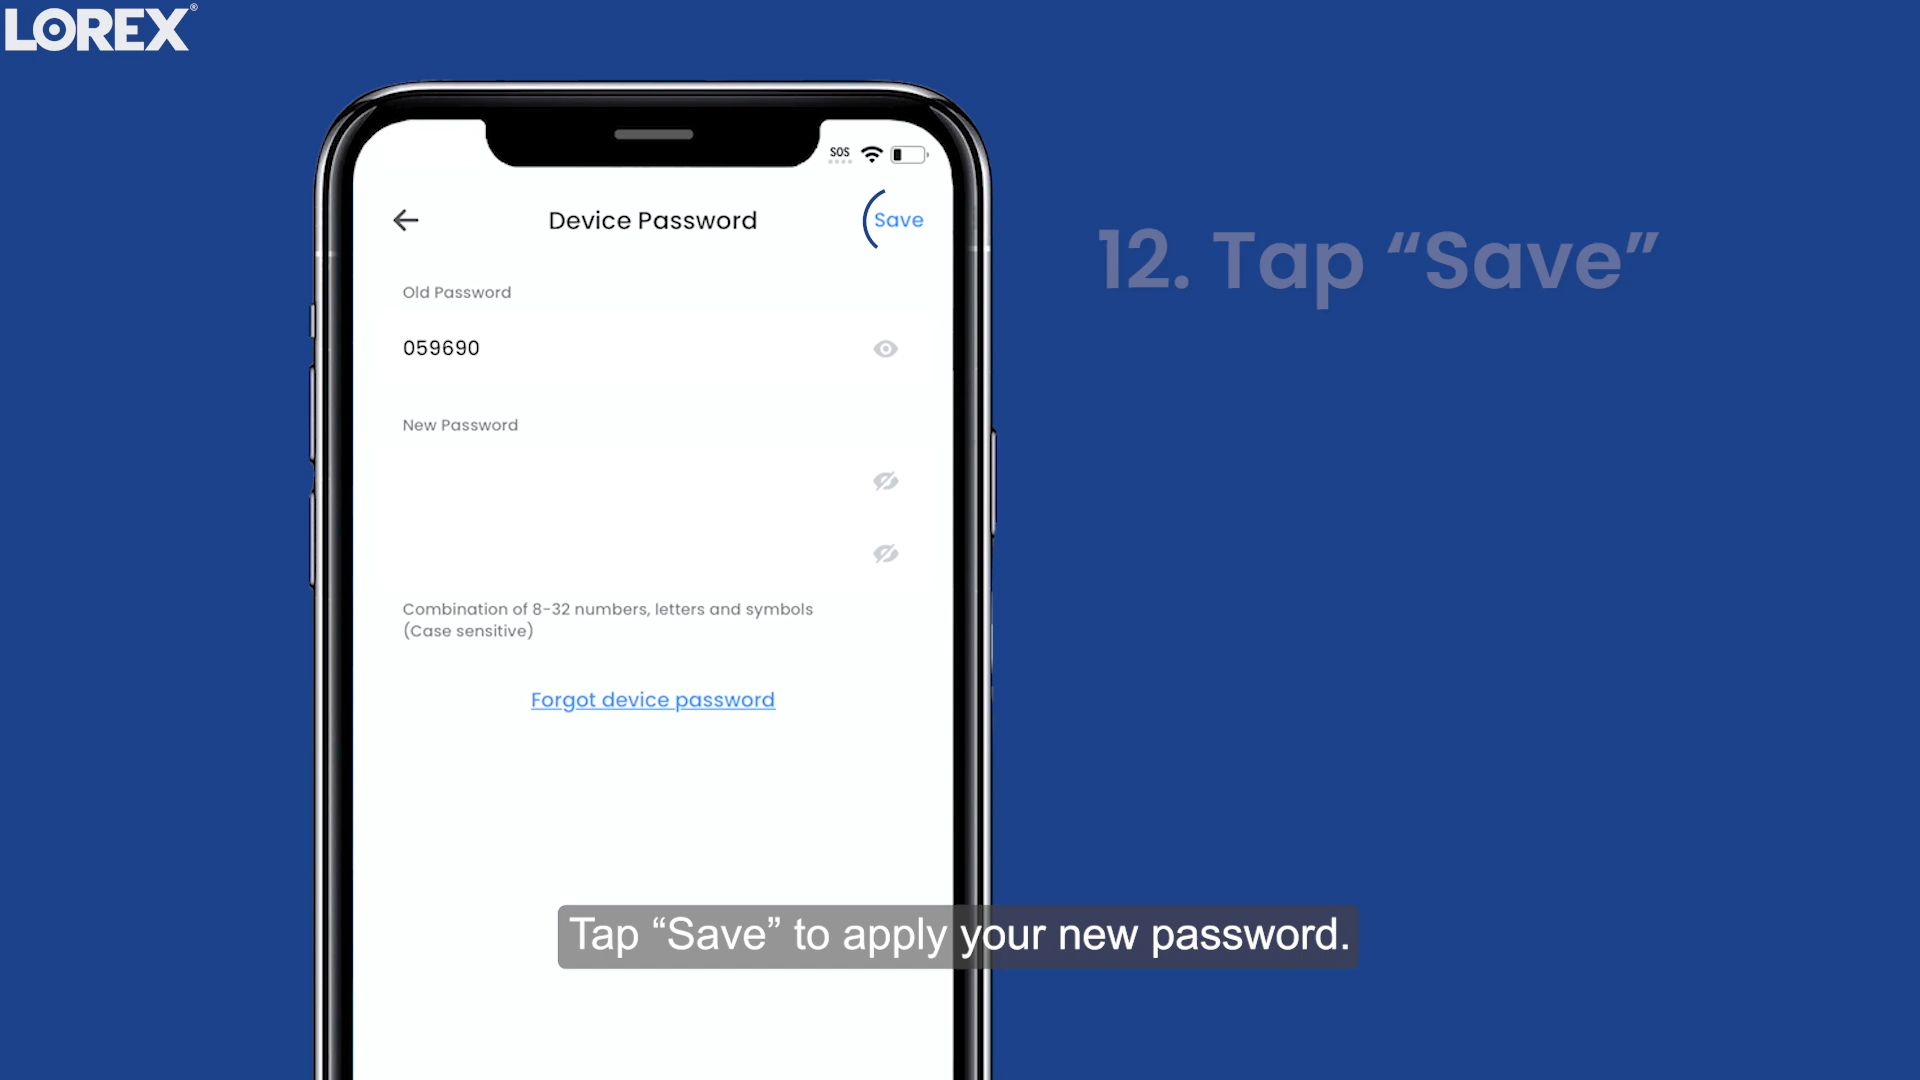 LOREX®
SOS
Device Password
Save
Old Password
059690
New Password
Combination of 8-32 numbers, letters and symbols
(Case sensitive)
Forgot device password
12. Tap “Save”
Tap “Save” to apply your new password.